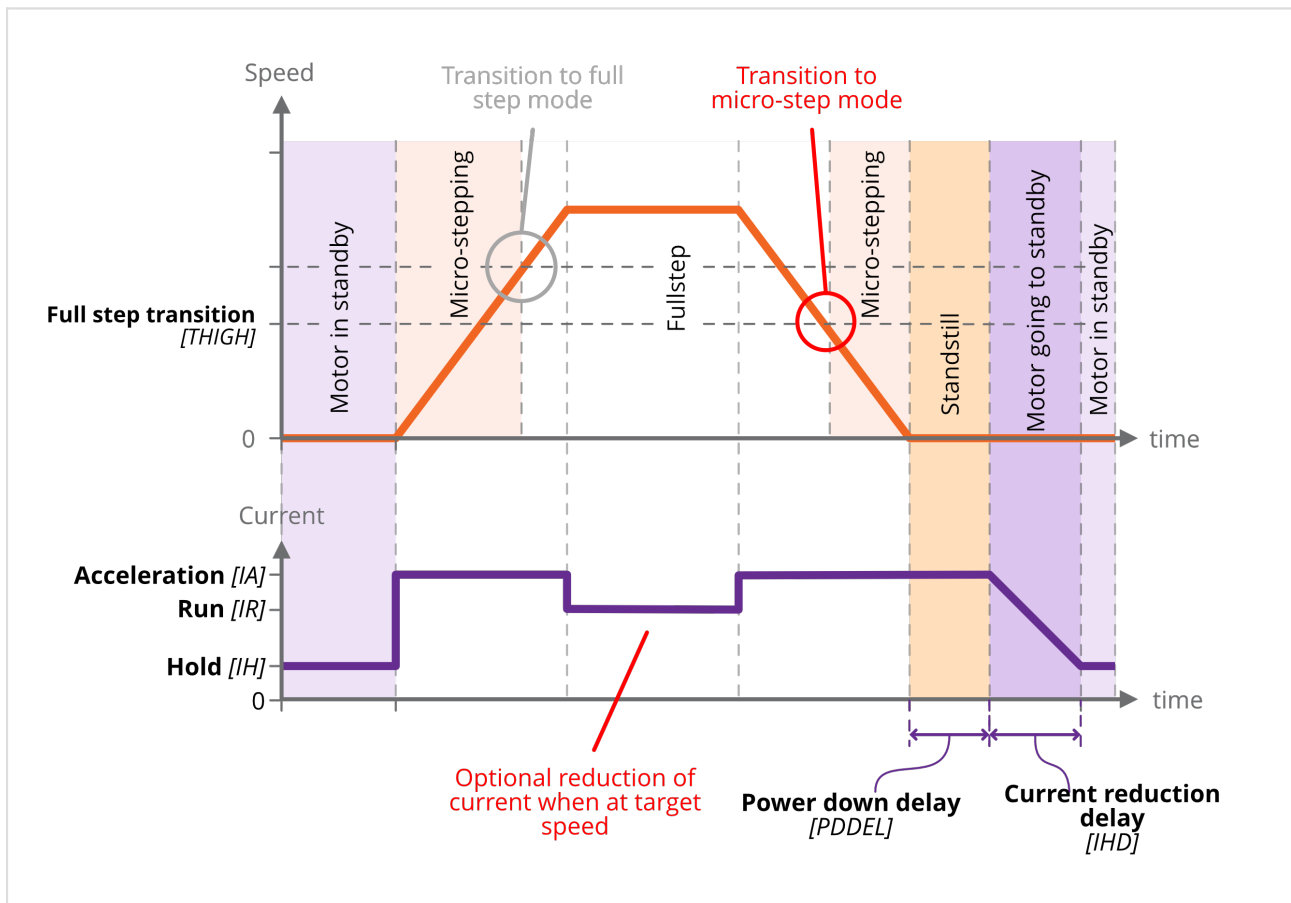 Speed
Transition to full
step mode
Transition to
micro-step mode
Motor in standby
Micro-stepping
Fullstep
Micro-stepping
Standstill
Motor going to standby
Motor in standby
Full step transition
[THIGH]
0
time
Current
Acceleration [IA]
Run [IR]
Hold [IH]
0
time
Optional reduction of
current when at target
speed
Power down delay
[PDDEL]
Current reduction
delay
[IHD]